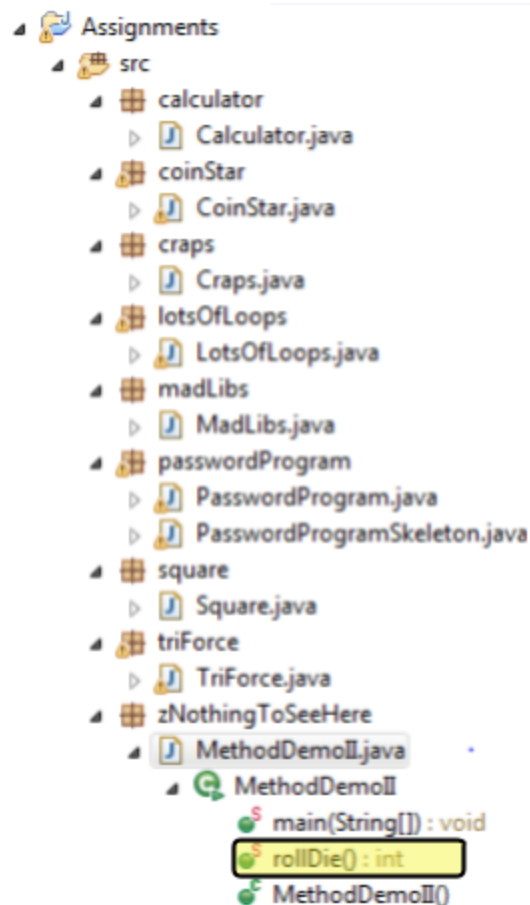 Assignments
src
calculator
Calculator.java
coinStar
CoinStar.java
craps
Craps.java
lotsOfLoops
LotsOfLoops.java
madLibs
MadLibs.java
passwordProgram
PasswordProgram.java
PasswordProgramSkeleton.java
square
Square.java
triForce
TriForce.java
zNothingToSeeHere
MethodDemoII.java
MethodDemoII
main(String[]) : void
rollDie() : int
MethodDemoII()